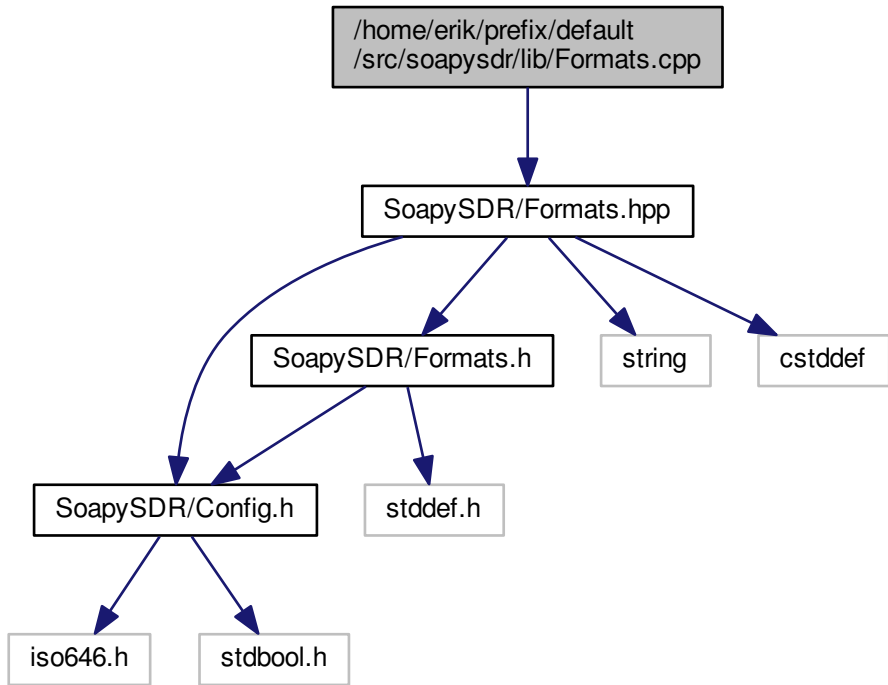 /home/erik/prefix/default
/src/soapysdr/lib/Formats.cpp
SoapySDR/Formats.hpp
SoapySDR/Formats.h
string
cstddef
SoapySDR/Config.h
stddef.h
iso646.h
stdbool.h